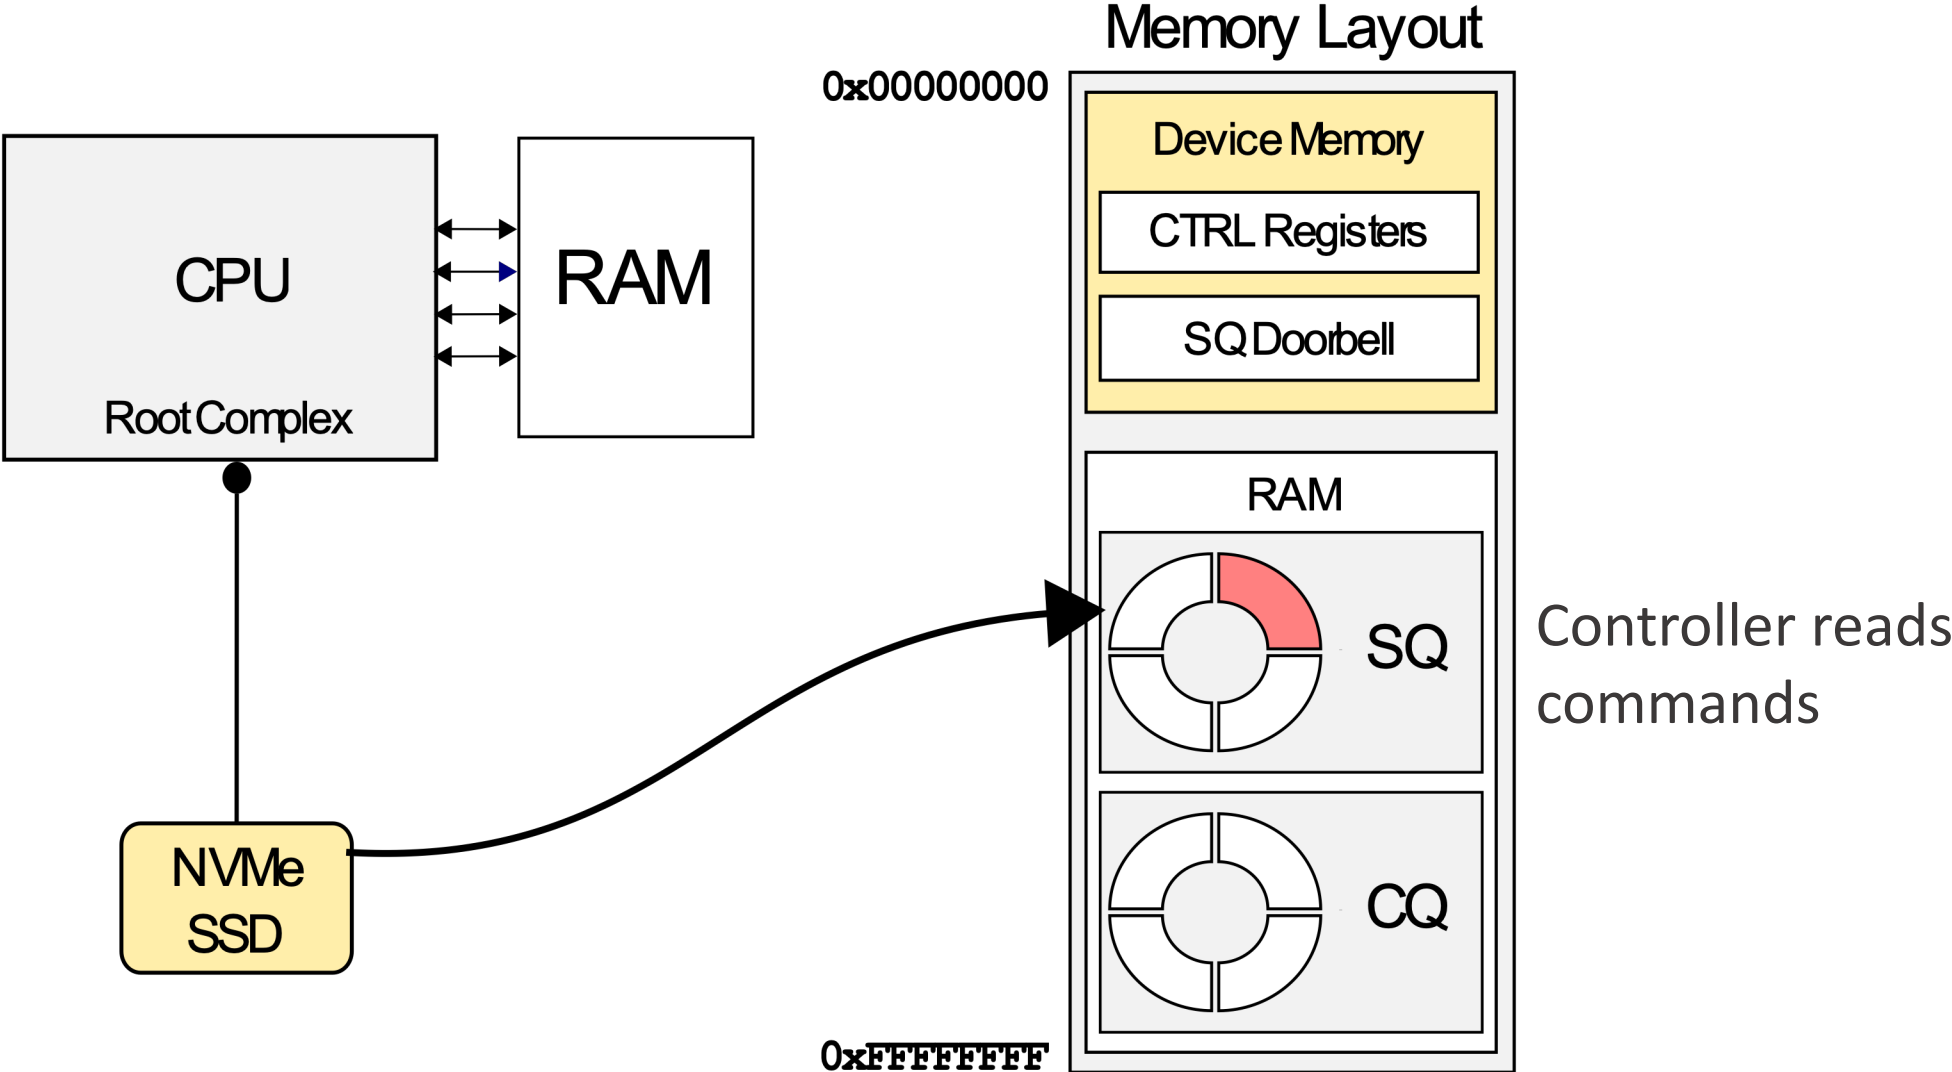 Memory Layout
0x00000000
Device Memory
CTRL Registers
SQ Doorbell
CPU
Root Complex
RAM
RAM
SQ
Controller reads
commands
CQ
NVMe
SSD
0xFFFFFFFF